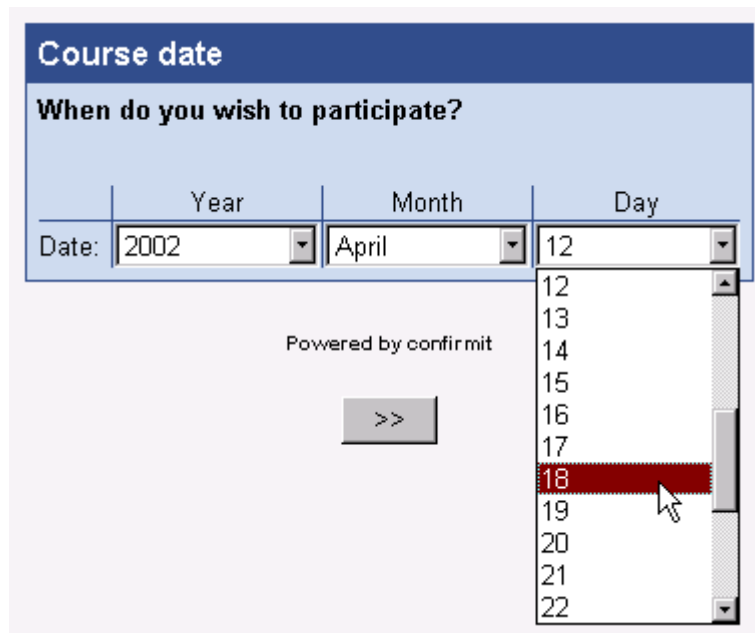 Course date
When do you wish to participate?
Year Month Day
Date: 2002 April 12
12
13
14
15
16
17
18
19
20
21
22
Powered by confirmit
>>